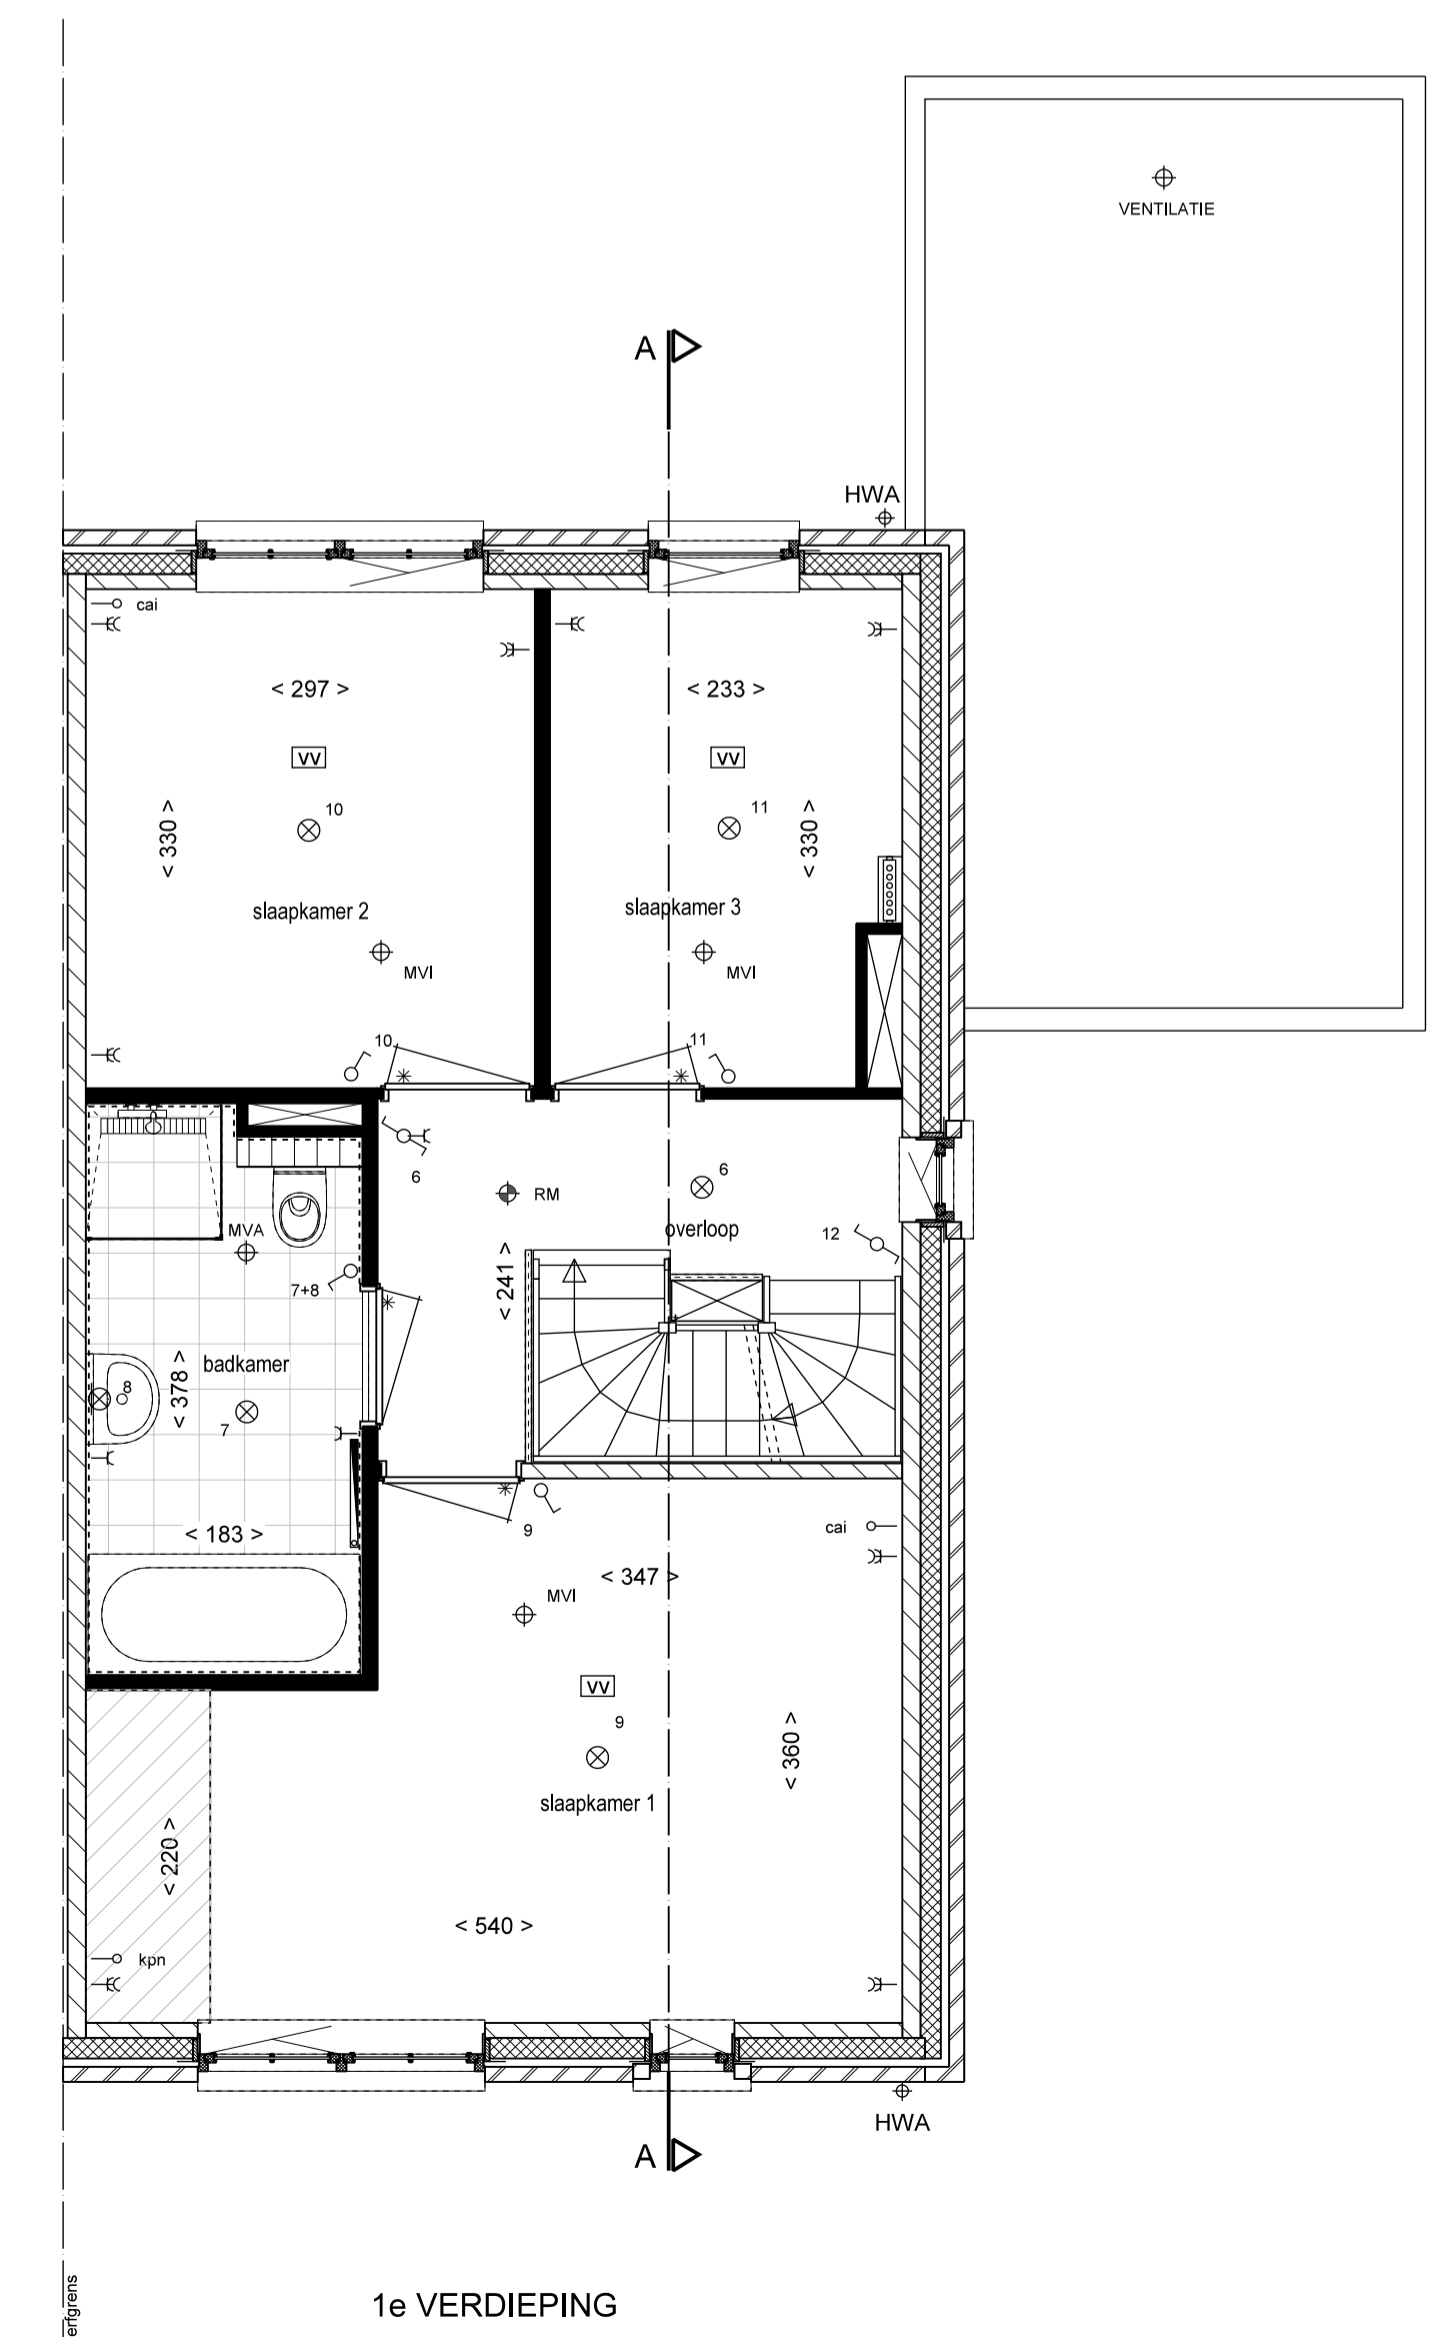 VENTILATIE
A
HWA
cai
< 297 >
< 233 >
VV
VV
10
11
< 330 >
< 330 >
slaapkamer 2
slaapkamer 3
MVI
MVI
10
11
6
6
RM
overloop
MVA
12
7+8
< 241 >
badkamer
8
< 378 >
7
< 183 >
9
cai
< 347 >
MVI
VV
9
< 360 >
slaapkamer 1
< 220 >
< 540 >
kpn
HWA
A
erfgrens
1e VERDIEPING